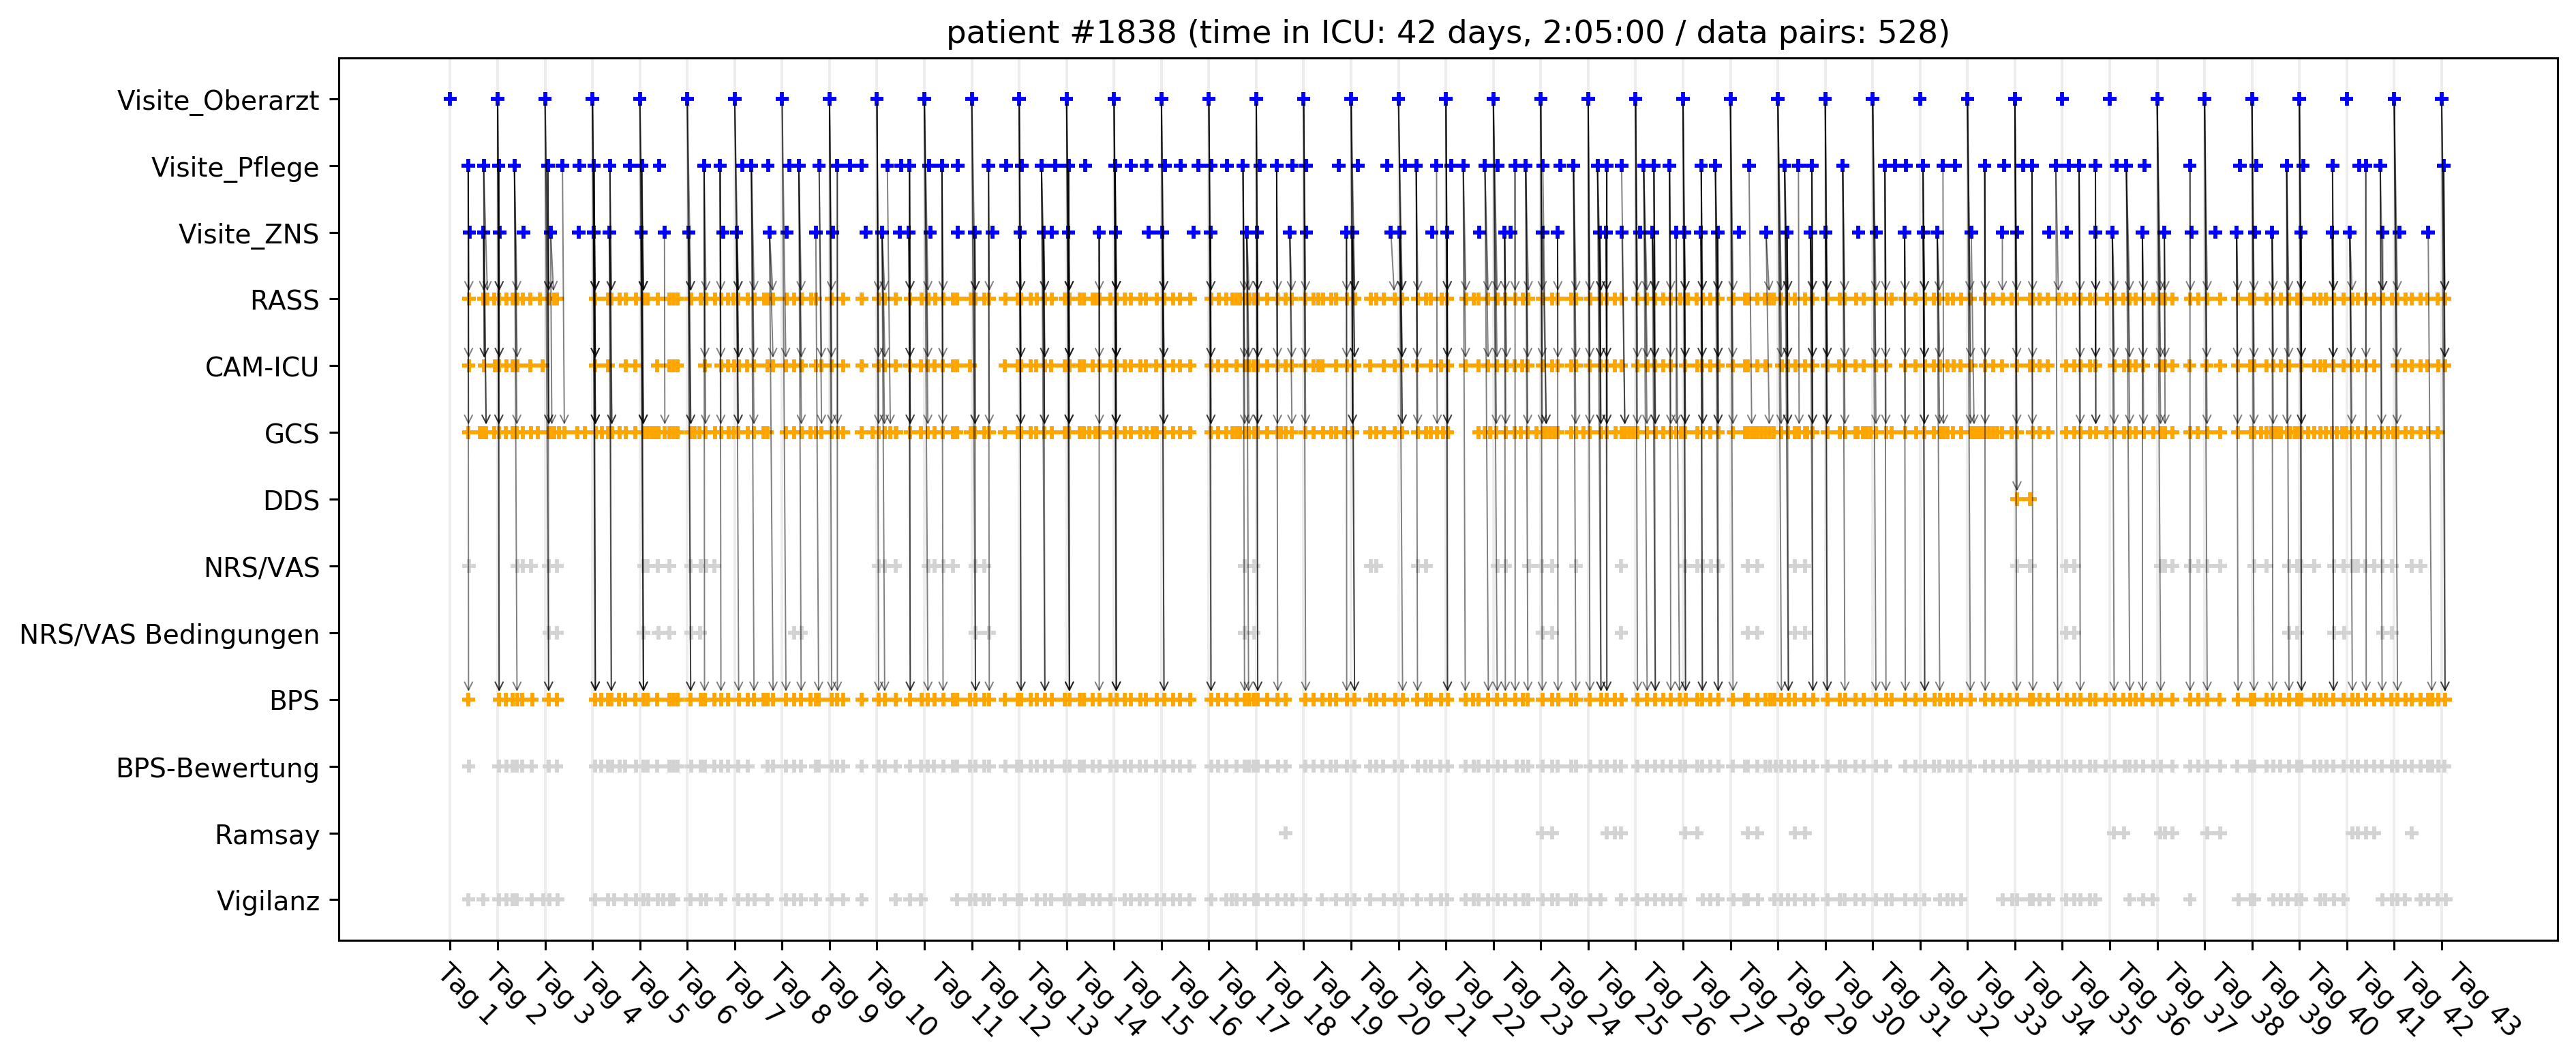 patient #1838 (time in ICU: 42 days, 2:05:00 / data pairs: 528)
Visite_Oberarzt
Visite_Pflege
Visite_ZNS
RASS
CAM-ICU
GCS
DDS
NRS/VAS
NRS/VAS Bedingungen
BPS
BPS-Bewertung
Ramsay
Vigilanz
Tag 1
Tag 2
Tag 3
Tag 4
Tag 5
Tag 6
Tag 7
Tag 8
Tag 9
Tag 10
Tag 11
Tag 12
Tag 13
Tag 14
Tag 15
Tag 16
Tag 17
Tag 18
Tag 19
Tag 20
Tag 21
Tag 22
Tag 23
Tag 24
Tag 25
Tag 26
Tag 27
Tag 28
Tag 29
Tag 30
Tag 31
Tag 32
Tag 33
Tag 34
Tag 35
Tag 36
Tag 37
Tag 38
Tag 39
Tag 40
Tag 41
Tag 42
Tag 43